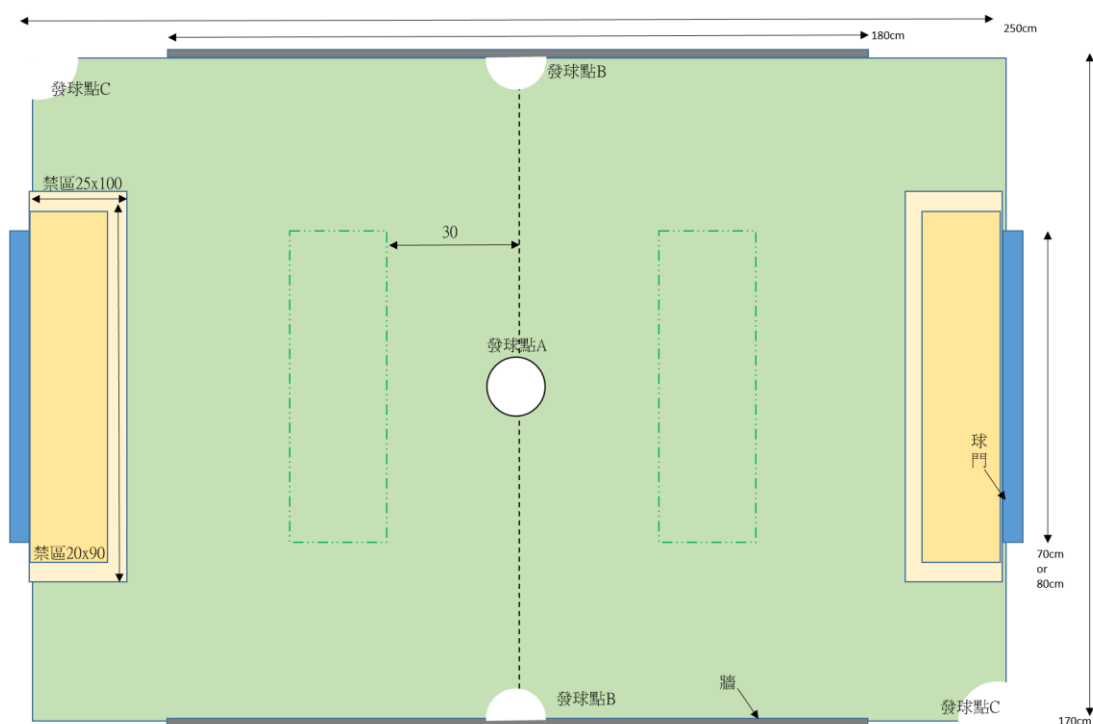 250cm
180cm
發球點B
發球點C
禁區25x100
30
發球點A
球
門
禁區20x90
70cm
or
80cm
牆
發球點B
發球點C
170cm